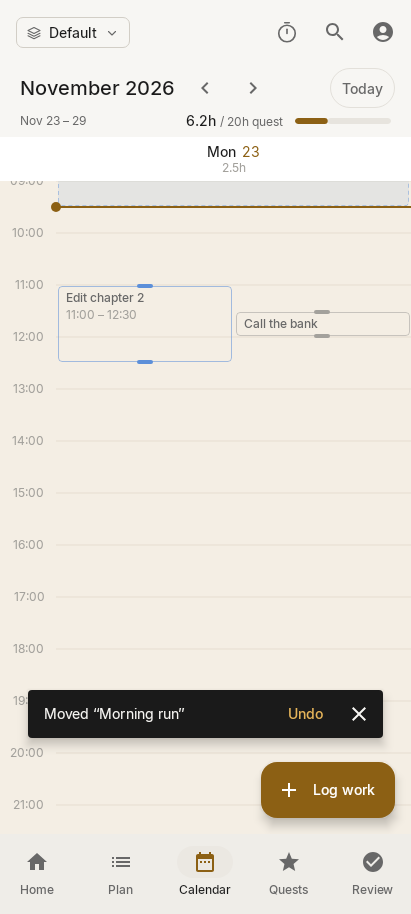 Default
November 2026
Today
Nov 23 – 29
6.2h / 20h quest
Mon 23
2.5h
09:00
10:00
11:00
Edit chapter 2
11:00 – 12:30
Call the bank
12:00
13:00
14:00
15:00
16:00
17:00
18:00
19:
Moved “Morning run”
Undo
20:00
Log work
21:00
Home
Plan
Calendar
Quests
Review